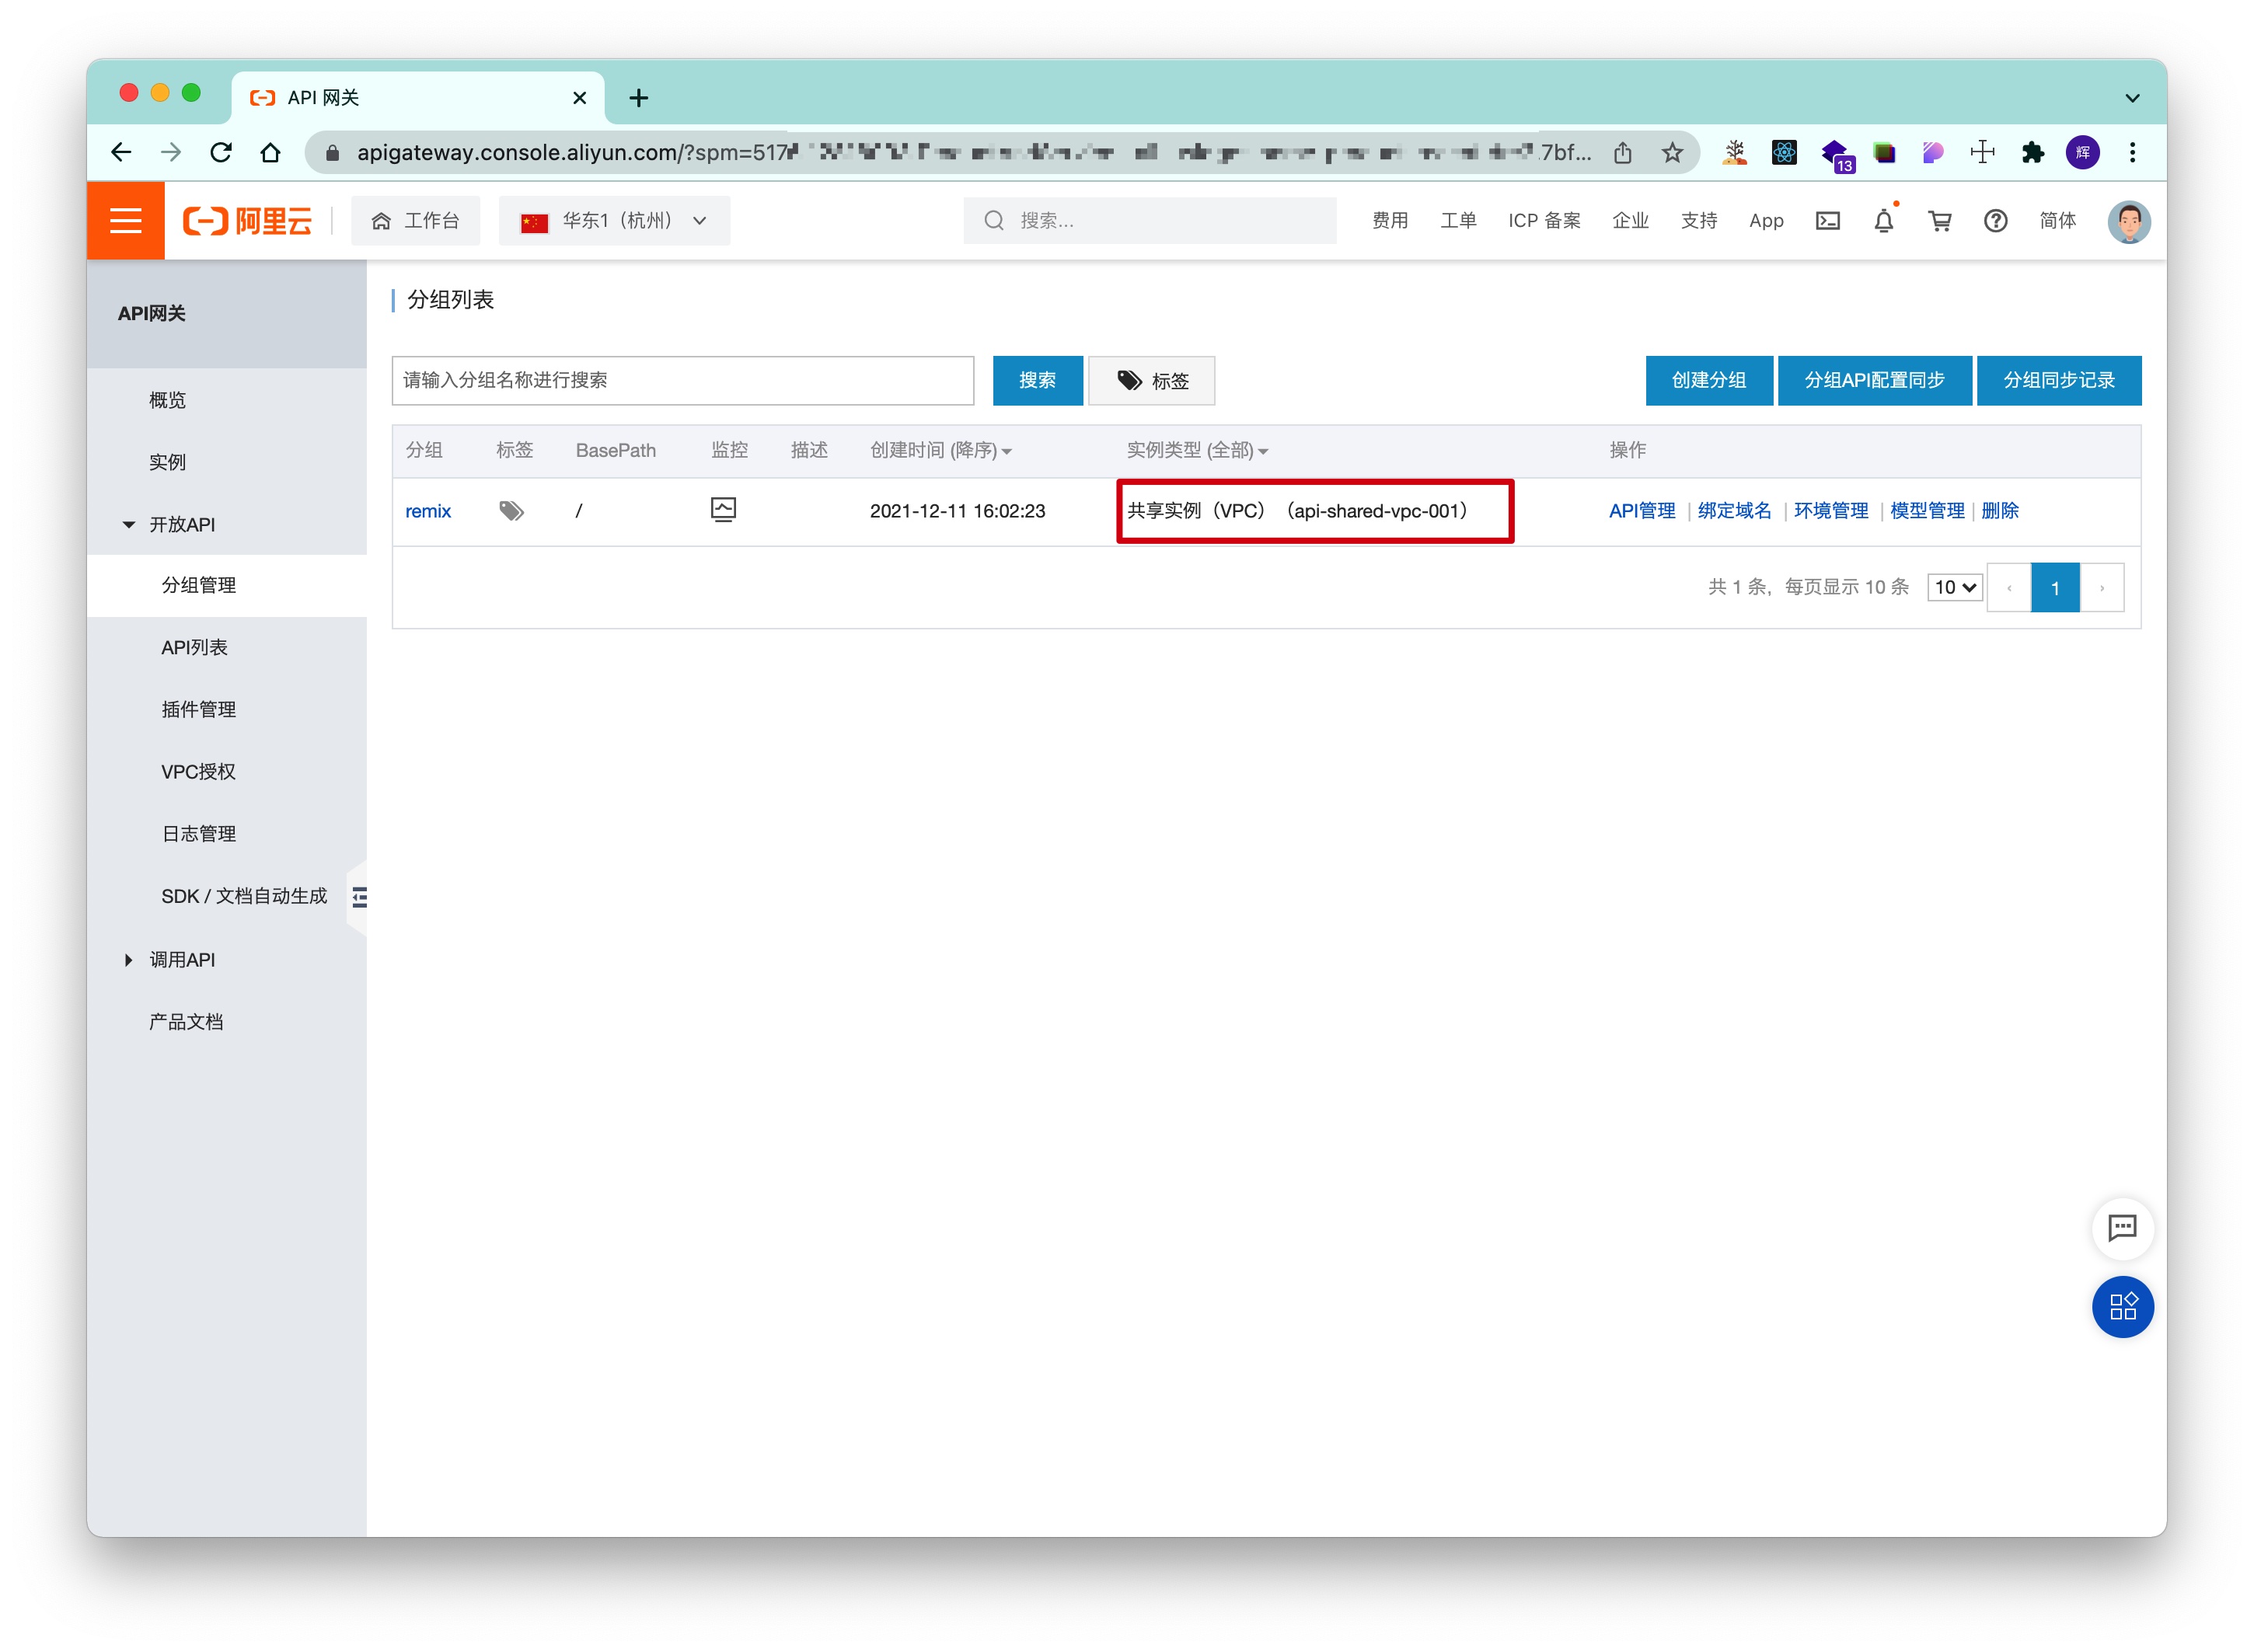 API 网关
apigateway.console.aliyun.com/?spm=517
7bf...
13
辉
阿里云
工作台
华东1（杭州）
搜索...
费用
工单
ICP 备案
企业
支持
App
简体
API网关
概览
实例
开放API
分组管理
API列表
插件管理
VPC授权
日志管理
SDK / 文档自动生成
调用API
产品文档
分组列表
请输入分组名称进行搜索
搜索
标签
创建分组
分组API配置同步
分组同步记录
分组 标签 BasePath 监控 描述 创建时间 (降序) 实例类型 (全部) 操作
remix / 2021-12-11 16:02:23 共享实例（VPC）（api-shared-vpc-001） API管理 | 绑定域名 | 环境管理 | 模型管理 | 删除
共 1 条，每页显示 10 条 10 ‹ 1 ›